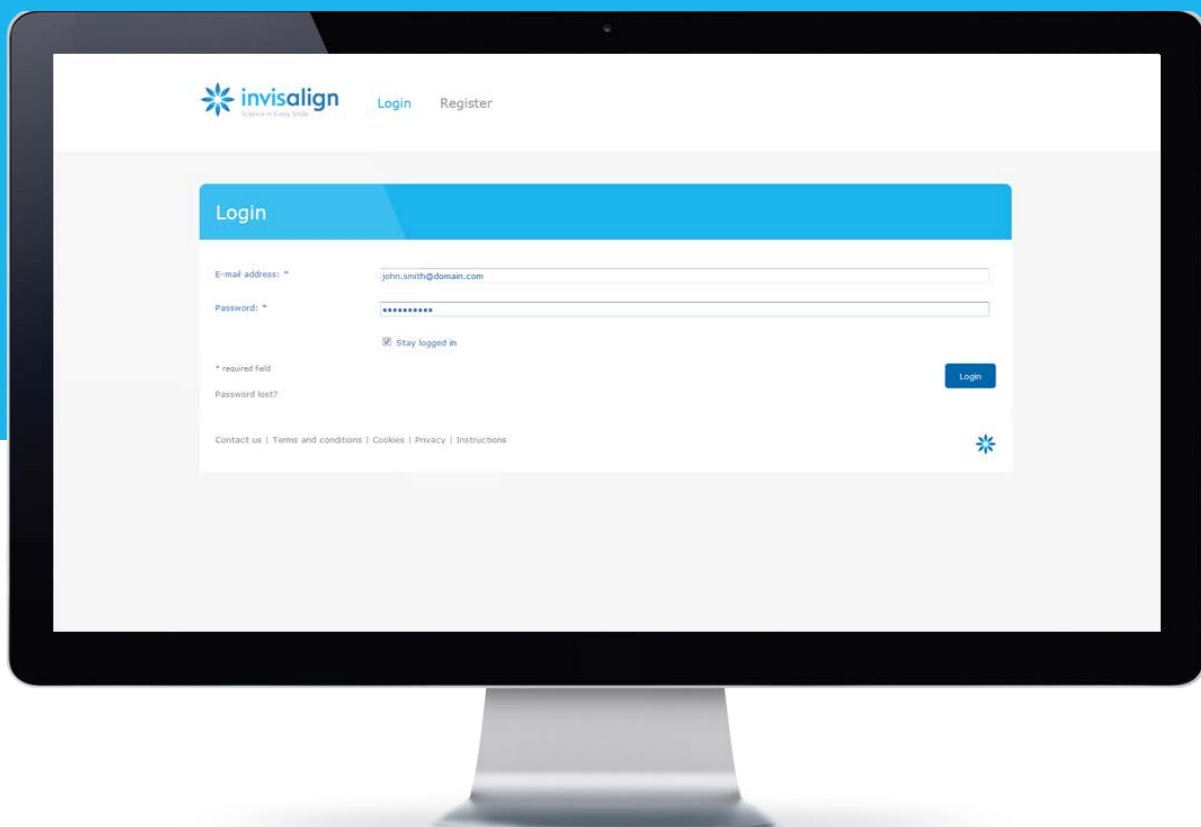 invisalign
Login Register
Login
E-mail address: *
john.smith@domain.com
Password: *
••••••••••
Stay logged in
* required field
Login
Password lost?
Contact us | Terms and conditions | Cookies | Privacy | Instructions